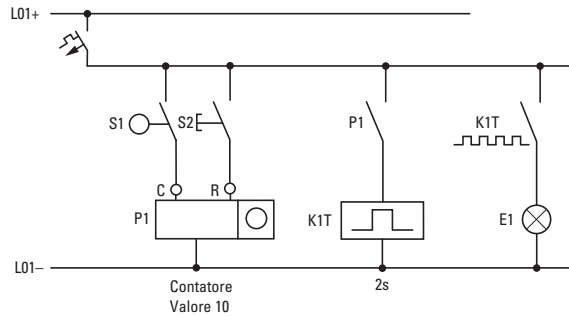 L01+
S1
S2
P1
K1T
C
R
P1
K1T
E1
L01–
Contatore
Valore 10
2s